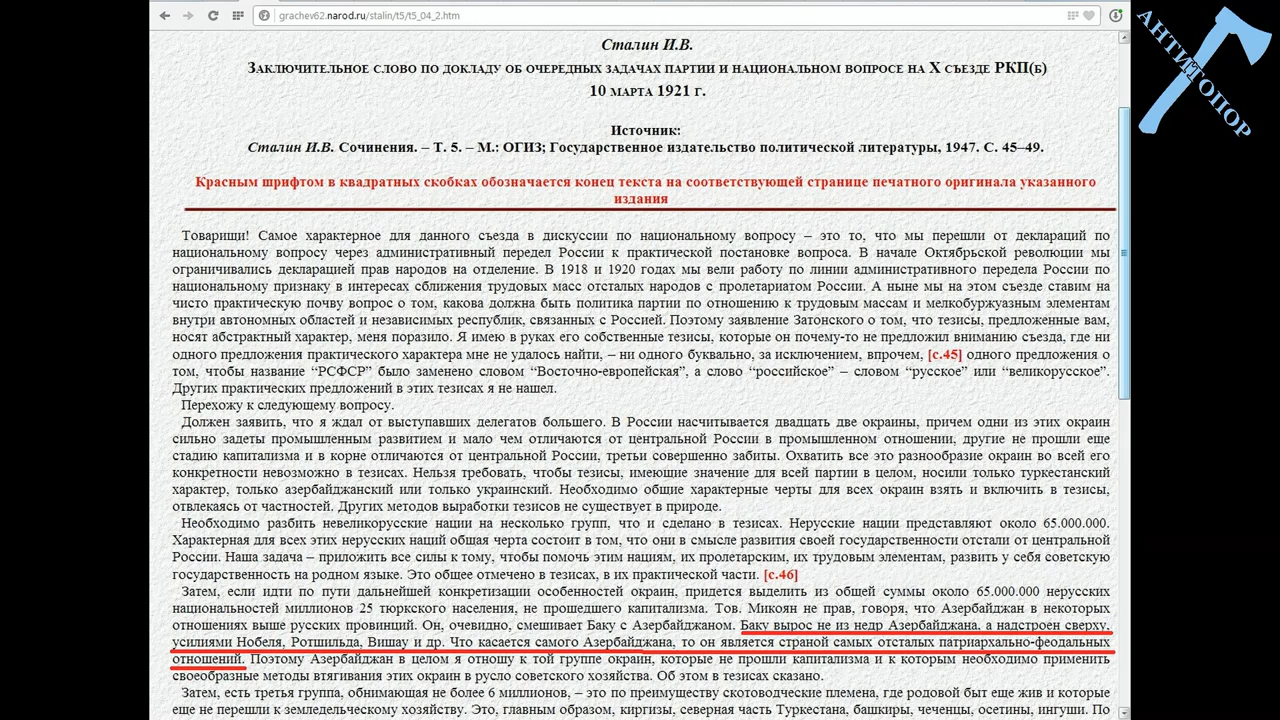 grachev62.narod.ru/stalin/t5/t5_04_2.htm
АНТИТОПОР
Сталин И.В.
Заключительное слово по докладу об очередных задачах партии и национальном вопросе на X съезде РКП(б)
10 марта 1921 г.
Источник:
Сталин И.В. Сочинения. – Т. 5. – М.: ОГИЗ; Государственное издательство политической литературы, 1947. С. 45–49.
Красным шрифтом в квадратных скобках обозначается конец текста на соответствующей странице печатного оригинала указанного
издания
Товарищи! Самое характерное для данного съезда в дискуссии по национальному вопросу – это то, что мы перешли от деклараций по
национальному вопросу через административный передел России к практической постановке вопроса. В начале Октябрьской революции мы
ограничивались декларацией прав народов на отделение. В 1918 и 1920 годах мы вели работу по линии административного передела России по
национальному признаку в интересах сближения трудовых масс отсталых народов с пролетариатом России. А ныне мы на этом съезде ставим на
чисто практическую почву вопрос о том, какова должна быть политика партии по отношению к трудовым массам и мелкобуржуазным элементам
внутри автономных областей и независимых республик, связанных с Россией. Поэтому заявление Затонского о том, что тезисы, предложенные вам,
носят абстрактный характер, меня поразило. Я имею в руках его собственные тезисы, которые он почему-то не предложил вниманию съезда, где ни
одного предложения практического характера мне не удалось найти, – ни одного буквально, за исключением, впрочем, [с.45] одного предложения о
том, чтобы название “РСФСР” было заменено словом “Восточно-европейская”, а слово “российское” – словом “русское” или “великорусское”.
Других практических предложений в этих тезисах я не нашел.
Перехожу к следующему вопросу.
Должен заявить, что я ждал от выступавших делегатов большего. В России насчитывается двадцать две окраины, причем одни из этих окраин
сильно задеты промышленным развитием и мало чем отличаются от центральной России в промышленном отношении, другие не прошли еще
стадию капитализма и в корне отличаются от центральной России, третьи совершенно забиты. Охватить все это разнообразие окраин во всей его
конкретности невозможно в тезисах. Нельзя требовать, чтобы тезисы, имеющие значение для всей партии в целом, носили только туркестанский
характер, только азербайджанский или только украинский. Необходимо общие характерные черты для всех окраин взять и включить в тезисы,
отвлекаясь от частностей. Других методов выработки тезисов не существует в природе.
Необходимо разбить невеликорусские нации на несколько групп, что и сделано в тезисах. Нерусские нации представляют около 65.000.000.
Характерная для всех этих нерусских наций общая черта состоит в том, что они в смысле развития своей государственности отстали от центральной
России. Наша задача – приложить все силы к тому, чтобы помочь этим нациям, их пролетарским, их трудовым элементам, развить у себя советскую
государственность на родном языке. Это общее отмечено в тезисах, в их практической части. [с.46]
Затем, если идти по пути дальнейшей конкретизации особенностей окраин, придется выделить из общей суммы около 65.000.000 нерусских
национальностей миллионов 25 тюркского населения, не прошедшего капитализма. Тов. Микоян не прав, говоря, что Азербайджан в некоторых
отношениях выше русских провинций. Он, очевидно, смешивает Баку с Азербайджаном. Баку вырос не из недр Азербайджана, а надстроен сверху,
усилиями Нобеля, Ротшильда, Вишау и др. Что касается самого Азербайджана, то он является страной самых отсталых патриархально-феодальных
отношений. Поэтому Азербайджан в целом я отношу к той группе окраин, которые не прошли капитализма и к которым необходимо применить
своеобразные методы втягивания этих окраин в русло советского хозяйства. Об этом в тезисах сказано.
Затем, есть третья группа, обнимающая не более 6 миллионов, – это по преимуществу скотоводческие племена, где родовой быт еще жив и которые
еще не перешли к земледельческому хозяйству. Это, главным образом, киргизы, северная часть Туркестана, башкиры, чеченцы, осетины, ингуши. По